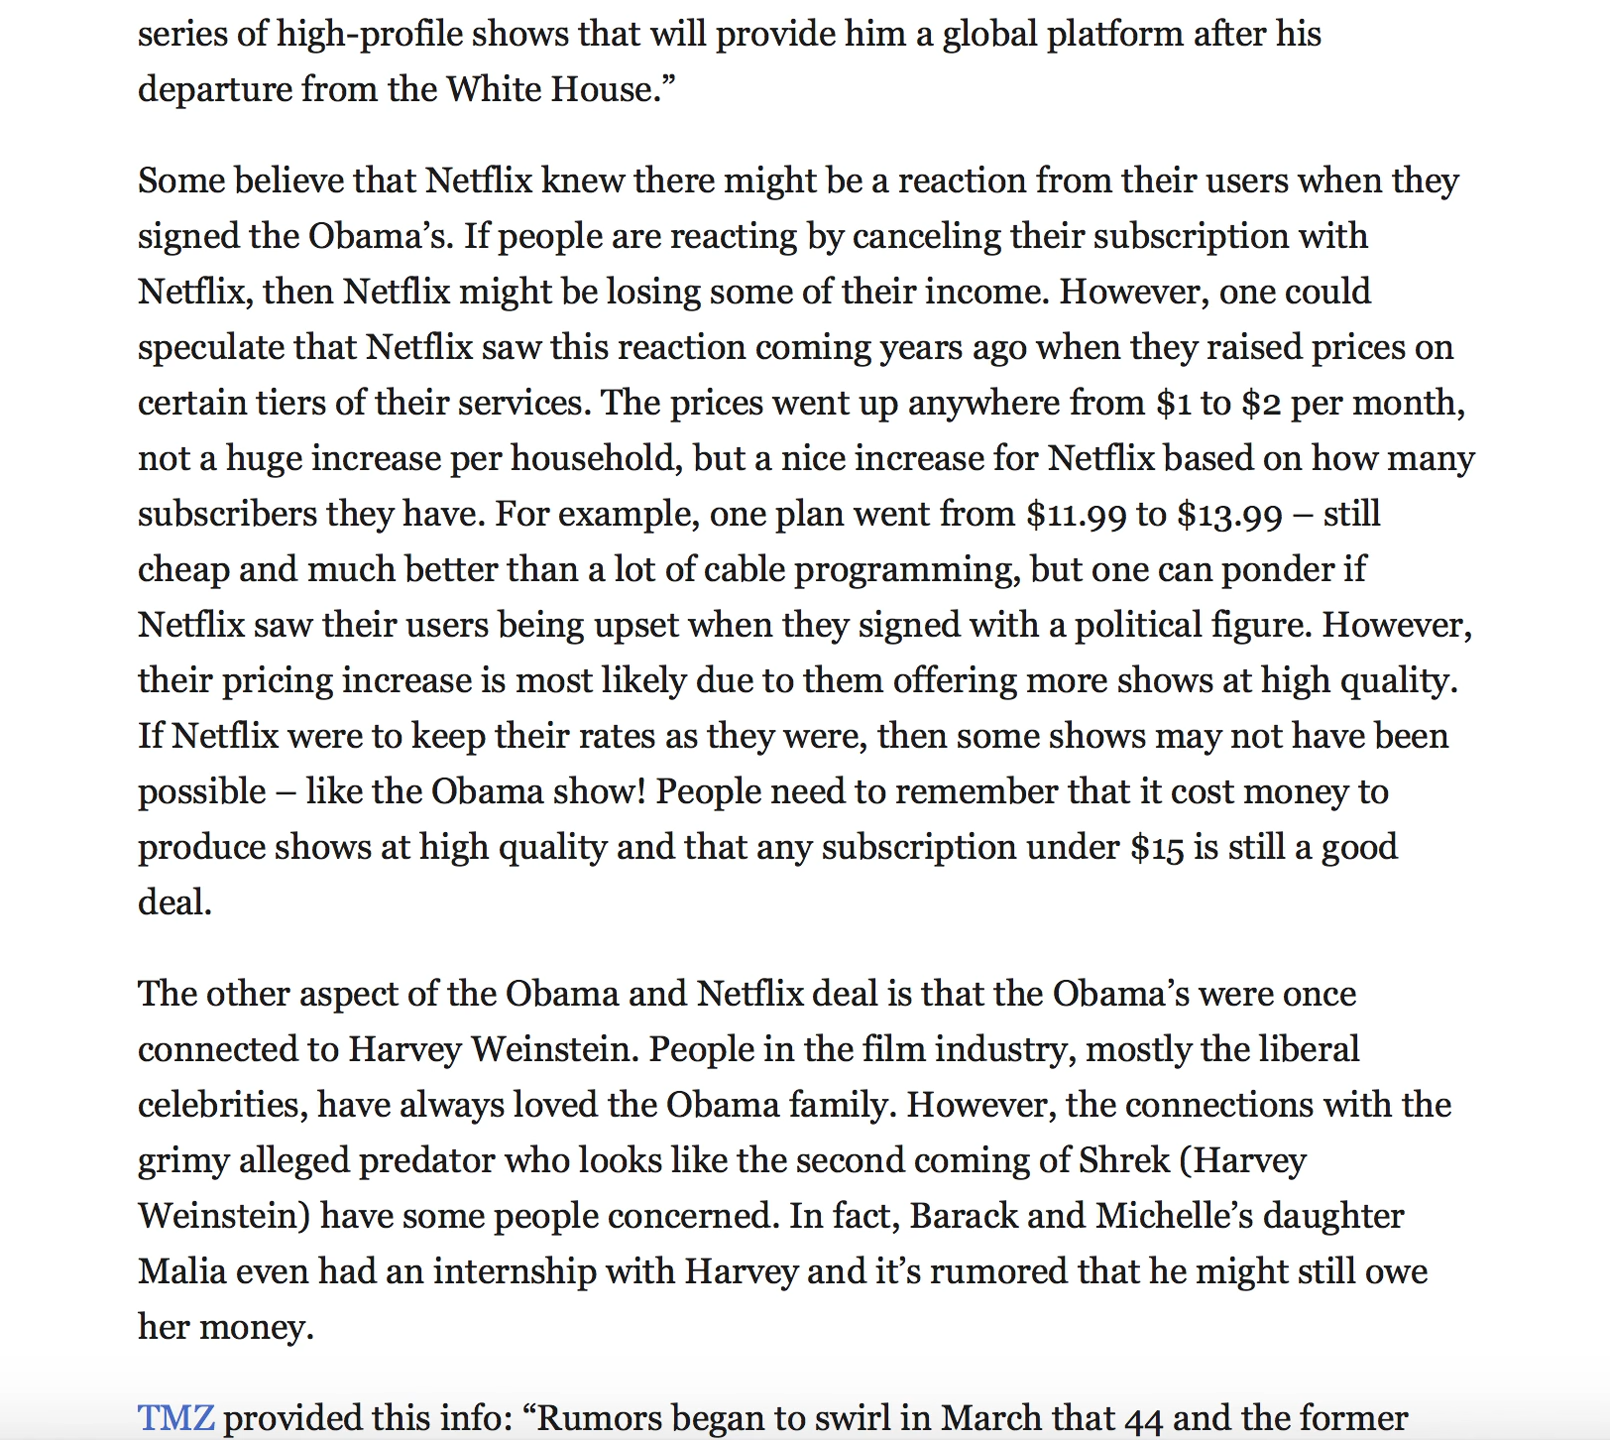 series of high-profile shows that will provide him a global platform after his
departure from the White House.”
Some believe that Netflix knew there might be a reaction from their users when they
signed the Obama’s. If people are reacting by canceling their subscription with
Netflix, then Netflix might be losing some of their income. However, one could
speculate that Netflix saw this reaction coming years ago when they raised prices on
certain tiers of their services. The prices went up anywhere from $1 to $2 per month,
not a huge increase per household, but a nice increase for Netflix based on how many
subscribers they have. For example, one plan went from $11.99 to $13.99 – still
cheap and much better than a lot of cable programming, but one can ponder if
Netflix saw their users being upset when they signed with a political figure. However,
their pricing increase is most likely due to them offering more shows at high quality.
If Netflix were to keep their rates as they were, then some shows may not have been
possible – like the Obama show! People need to remember that it cost money to
produce shows at high quality and that any subscription under $15 is still a good
deal.
The other aspect of the Obama and Netflix deal is that the Obama’s were once
connected to Harvey Weinstein. People in the film industry, mostly the liberal
celebrities, have always loved the Obama family. However, the connections with the
grimy alleged predator who looks like the second coming of Shrek (Harvey
Weinstein) have some people concerned. In fact, Barack and Michelle’s daughter
Malia even had an internship with Harvey and it’s rumored that he might still owe
her money.
TMZ provided this info: “Rumors began to swirl in March that 44 and the former